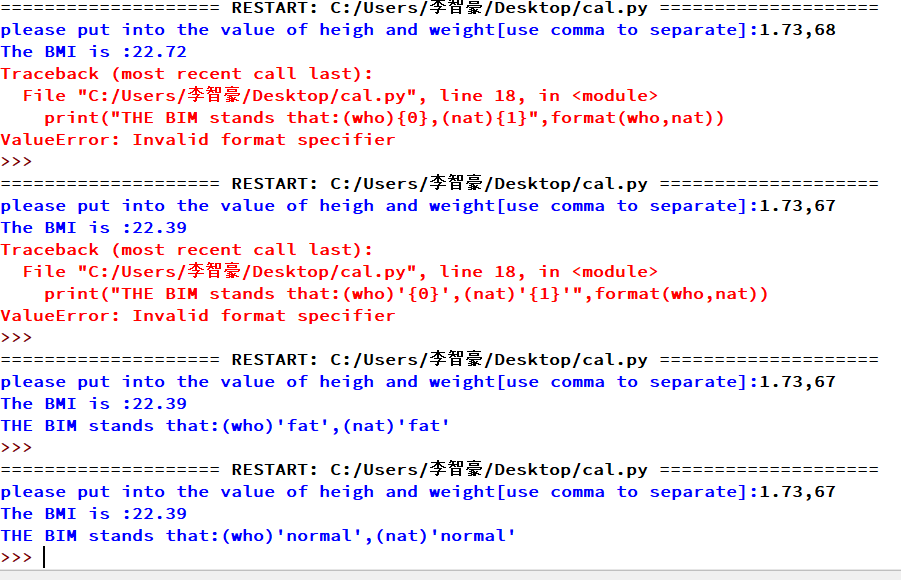 ==================== RESTART: C:/Users/李智豪/Desktop/cal.py ====================
please put into the value of heigh and weight[use comma to separate]:1.73,68
The BMI is :22.72
Traceback (most recent call last):
  File "C:/Users/李智豪/Desktop/cal.py", line 18, in <module>
    print("THE BIM stands that:(who){0},(nat){1}",format(who,nat))
ValueError: Invalid format specifier
>>>
==================== RESTART: C:/Users/李智豪/Desktop/cal.py ====================
please put into the value of heigh and weight[use comma to separate]:1.73,67
The BMI is :22.39
Traceback (most recent call last):
  File "C:/Users/李智豪/Desktop/cal.py", line 18, in <module>
    print("THE BIM stands that:(who)'{0}',(nat)'{1}'",format(who,nat))
ValueError: Invalid format specifier
>>>
==================== RESTART: C:/Users/李智豪/Desktop/cal.py ====================
please put into the value of heigh and weight[use comma to separate]:1.73,67
The BMI is :22.39
THE BIM stands that:(who)'fat',(nat)'fat'
>>>
==================== RESTART: C:/Users/李智豪/Desktop/cal.py ====================
please put into the value of heigh and weight[use comma to separate]:1.73,67
The BMI is :22.39
THE BIM stands that:(who)'normal',(nat)'normal'
>>>